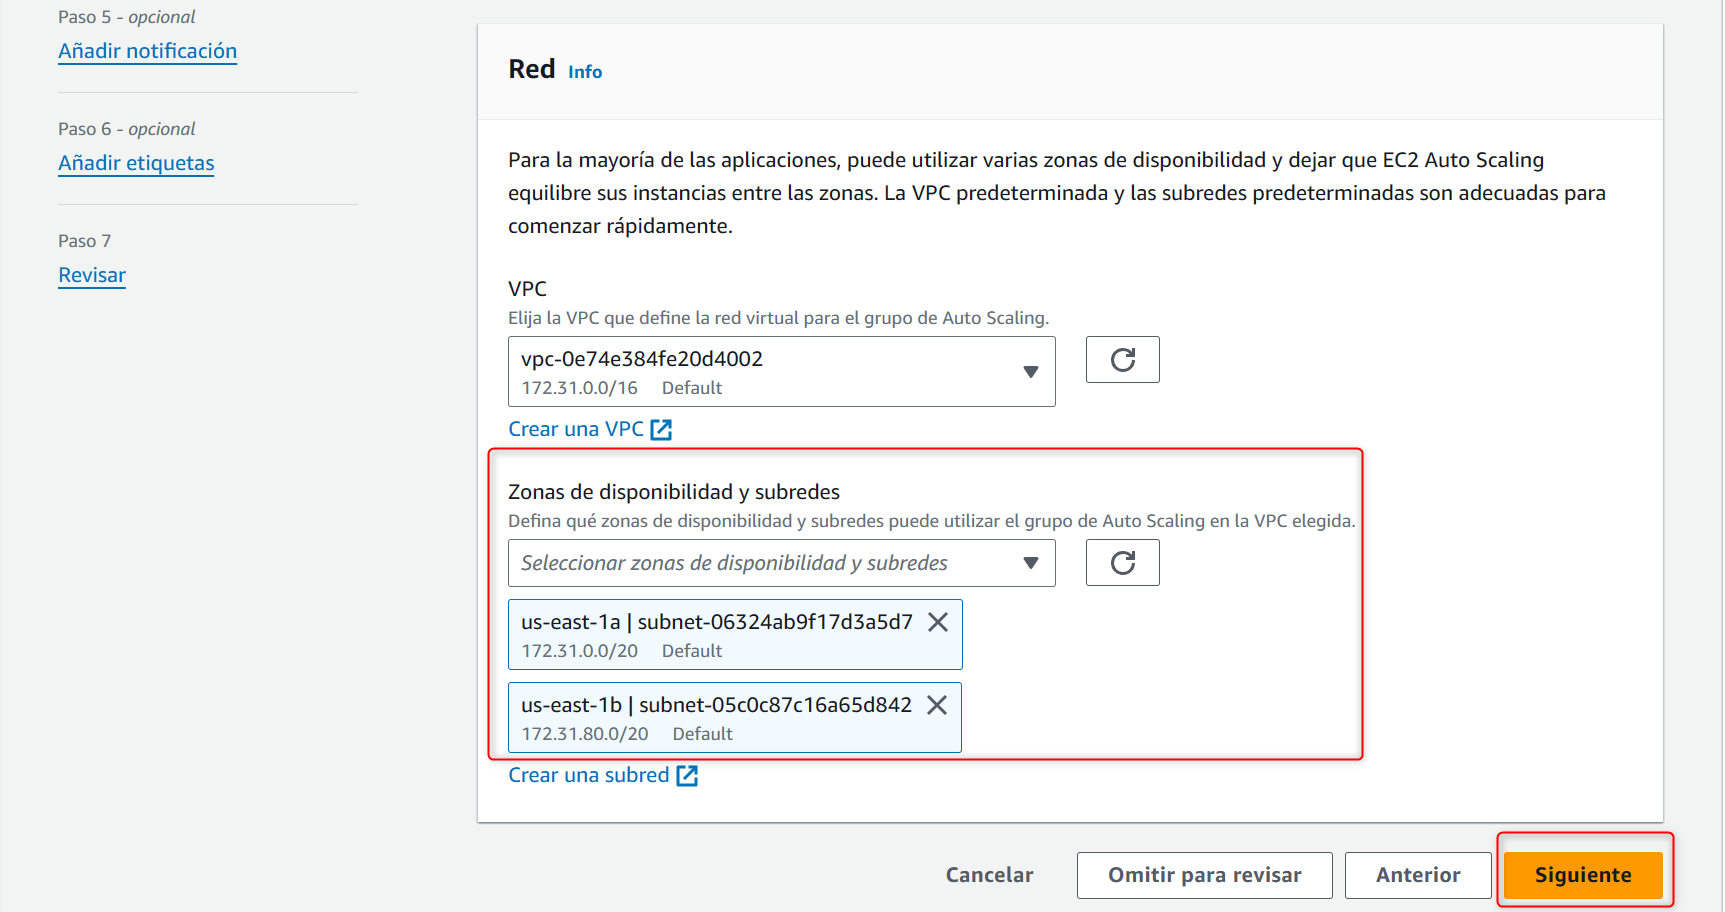 Paso 5 - opcional
Añadir notificación
Paso 6 - opcional
Añadir etiquetas
Paso 7
Revisar
Red Info
Para la mayoría de las aplicaciones, puede utilizar varias zonas de disponibilidad y dejar que EC2 Auto Scaling
equilibre sus instancias entre las zonas. La VPC predeterminada y las subredes predeterminadas son adecuadas para
comenzar rápidamente.
VPC
Elija la VPC que define la red virtual para el grupo de Auto Scaling.
vpc-0e74e384fe20d4002
172.31.0.0/16 Default
Crear una VPC
Zonas de disponibilidad y subredes
Defina qué zonas de disponibilidad y subredes puede utilizar el grupo de Auto Scaling en la VPC elegida.
Seleccionar zonas de disponibilidad y subredes
us-east-1a | subnet-06324ab9f17d3a5d7
172.31.0.0/20 Default
us-east-1b | subnet-05c0c87c16a65d842
172.31.80.0/20 Default
Crear una subred
Cancelar Omitir para revisar Anterior Siguiente